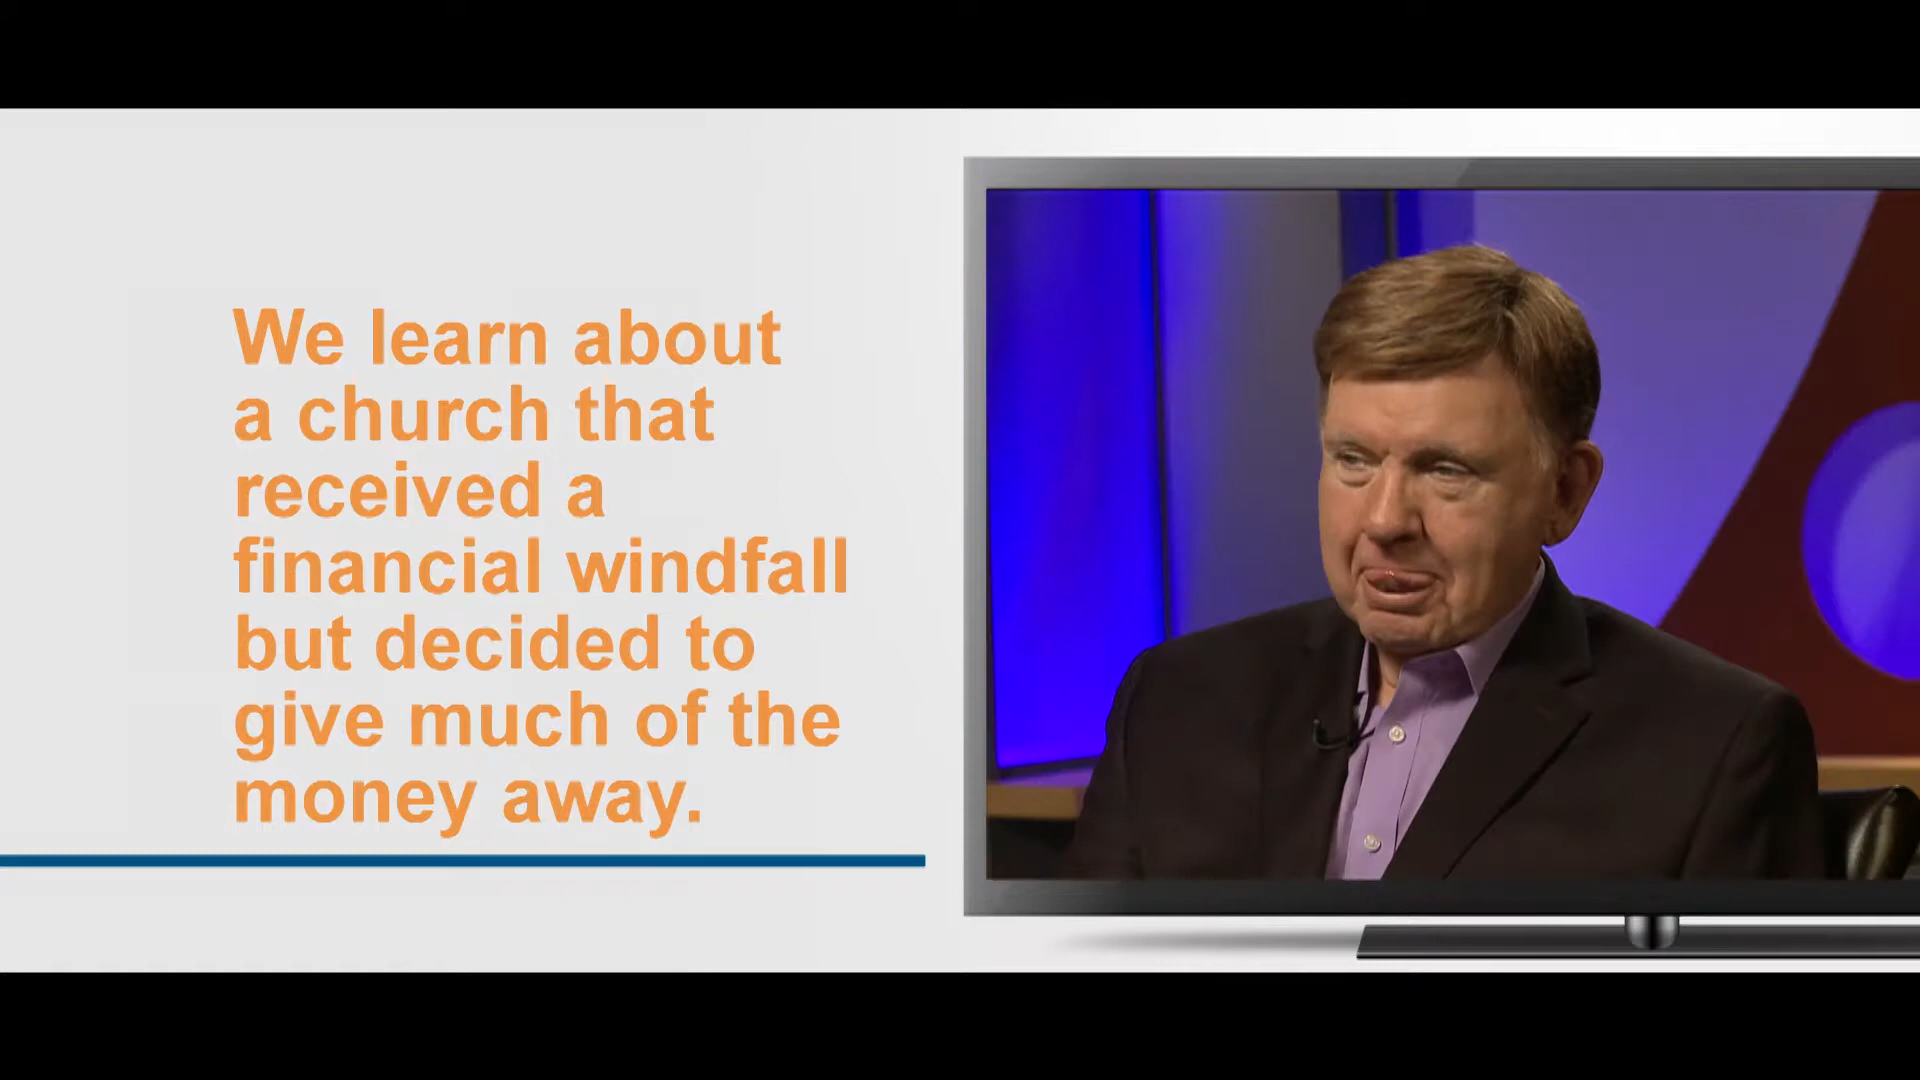 We learn about
a church that
received a
financial windfall
but decided to
give much of the
money away.